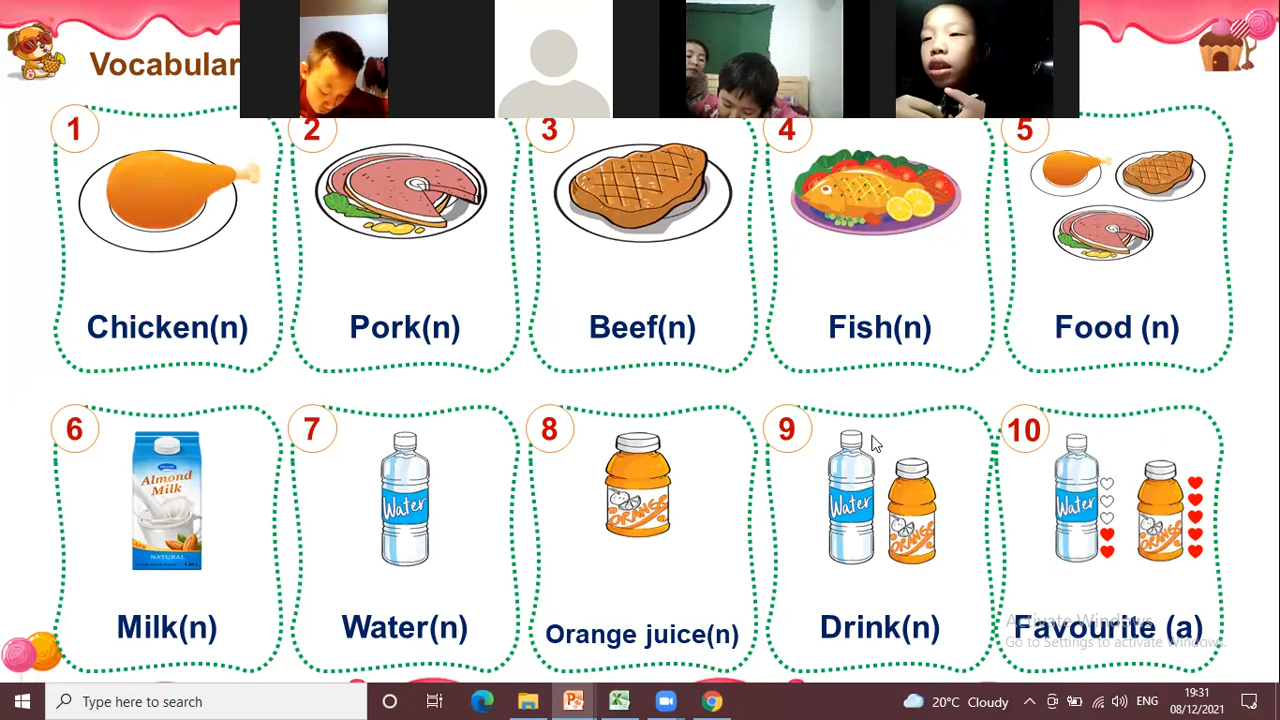 Vocabular
1
2
3
4
5
Chicken(n)
Pork(n)
Beef(n)
Fish(n)
Food (n)
6
7
8
9
10
Almond
Milk
NATURAL
Water
ORANGE
Water
ORANGE
Water
ORANGE
Milk(n)
Water(n)
Orange juice(n)
Drink(n)
Favourite (a)
Activate Windows
Go to Settings to activate Windows.
Type here to search
20°C Cloudy
ENG
19:31
08/12/2021